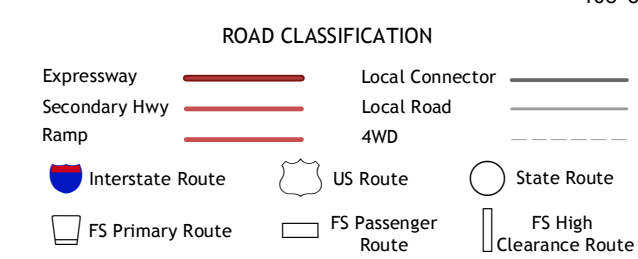 ROAD CLASSIFICATION
Expressway
Local Connector
Secondary Hwy
Local Road
Ramp
4WD
Interstate Route
US Route
State Route
FS Primary Route
FS Passenger
Route
FS High
Clearance Route